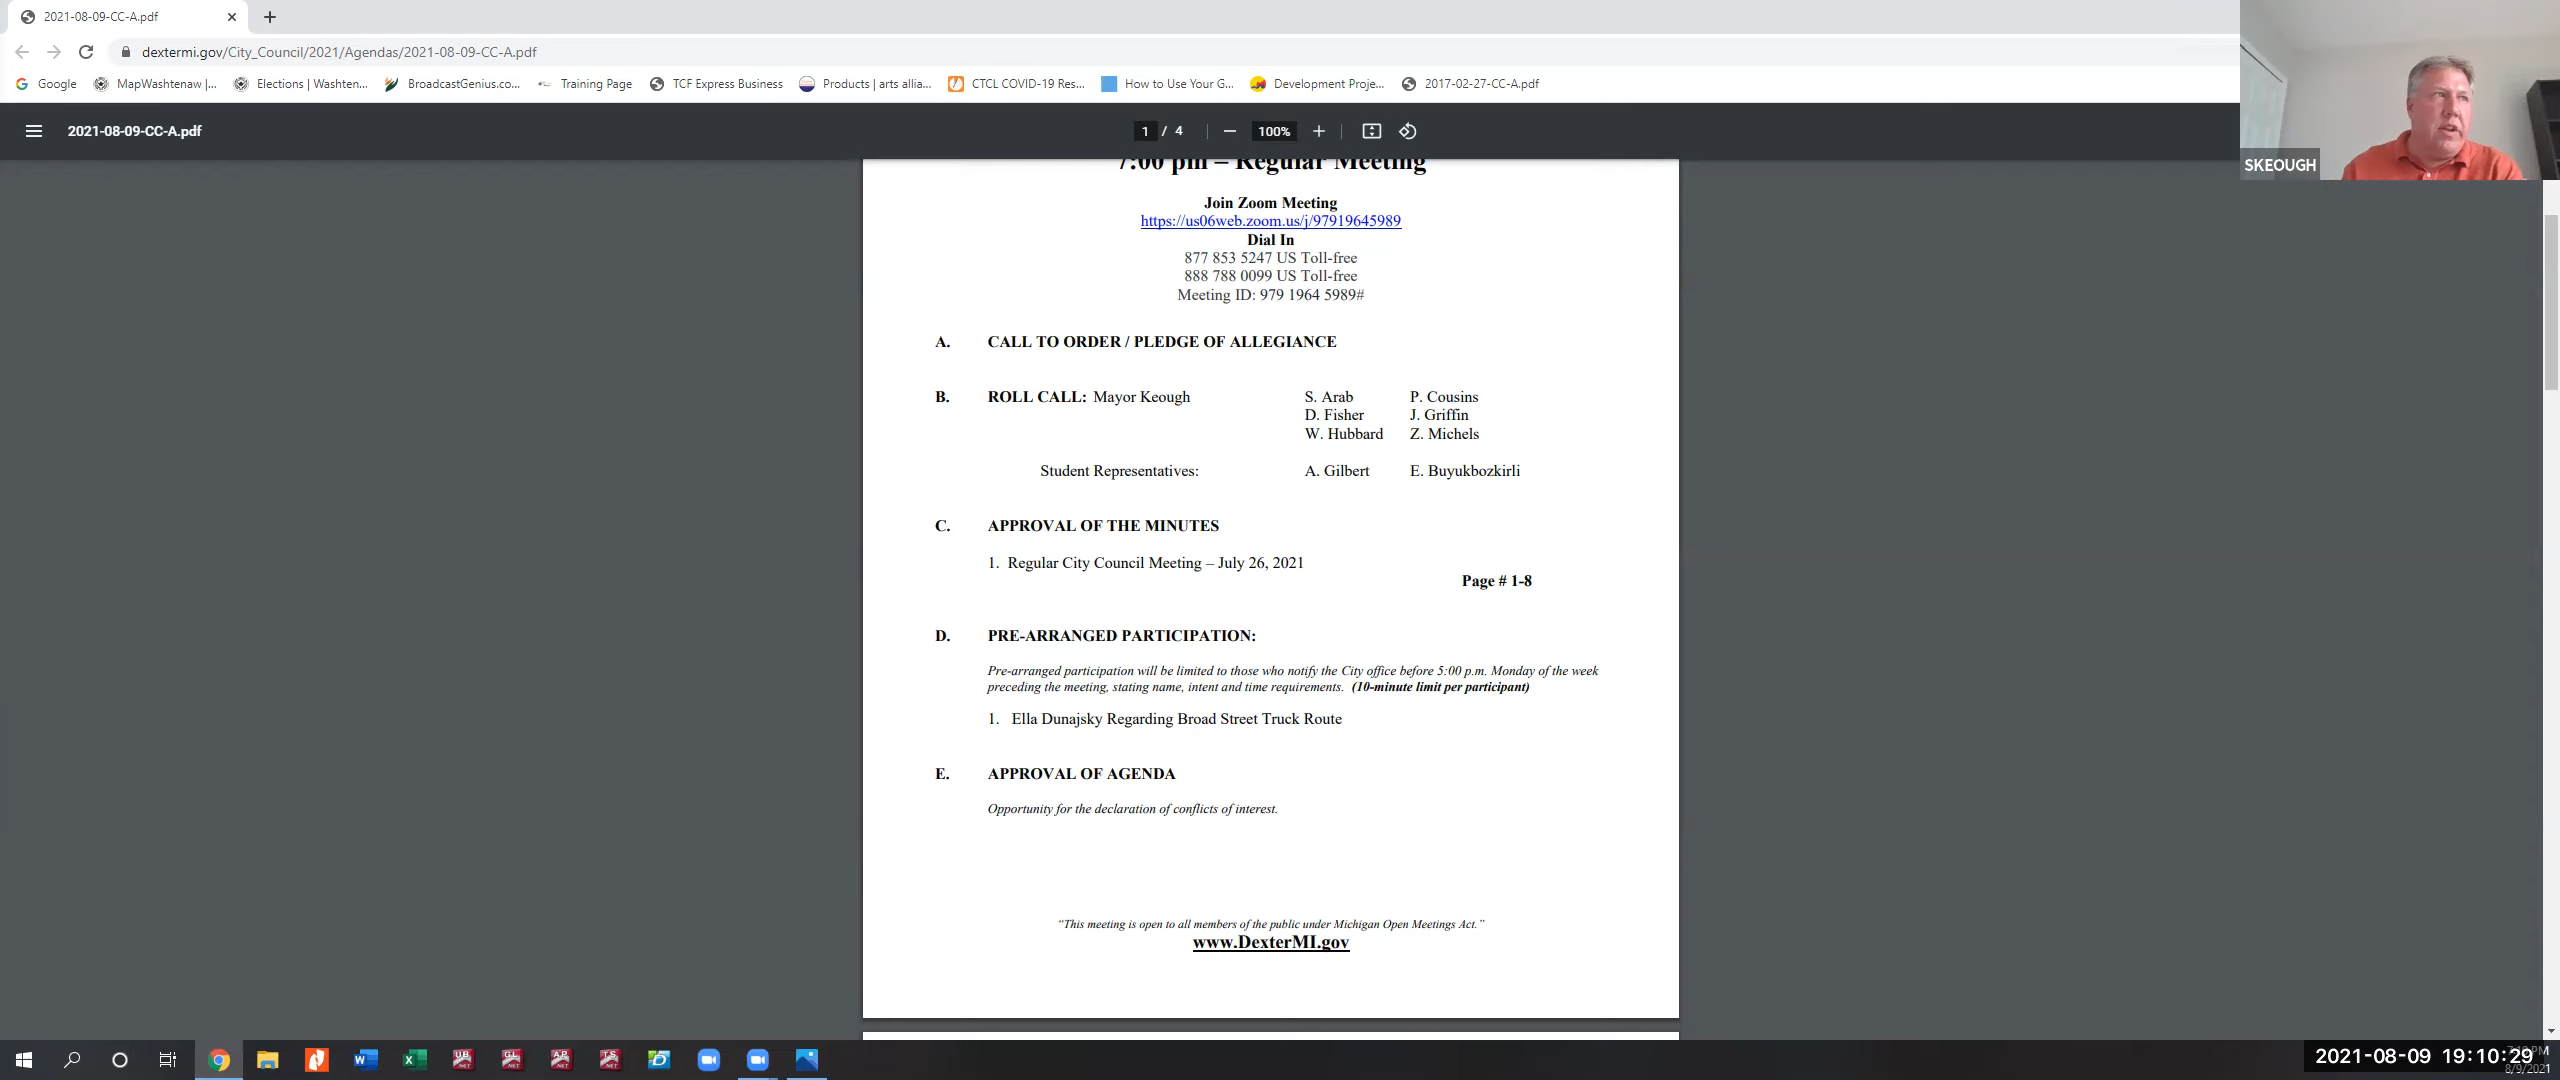 2021-08-09-CC-A.pdf
dextermi.gov/City_Council/2021/Agendas/2021-08-09-CC-A.pdf
Google MapWashtenaw |... Elections | Washten... BroadcastGenius.co... Training Page TCF Express Business Products | arts allia... CTCL COVID-19 Res... How to Use Your G... Development Proje... 2017-02-27-CC-A.pdf
2021-08-09-CC-A.pdf 1 / 4 100%
SKEOUGH
7:00 pm – Regular Meeting
Join Zoom Meeting
https://us06web.zoom.us/j/97919645989
Dial In
877 853 5247 US Toll-free
888 788 0099 US Toll-free
Meeting ID: 979 1964 5989#
A. CALL TO ORDER / PLEDGE OF ALLEGIANCE
B. ROLL CALL: Mayor Keough S. Arab P. Cousins
D. Fisher J. Griffin
W. Hubbard Z. Michels
Student Representatives: A. Gilbert E. Buyukbozkirli
C. APPROVAL OF THE MINUTES
1. Regular City Council Meeting – July 26, 2021
Page # 1-8
D. PRE-ARRANGED PARTICIPATION:
Pre-arranged participation will be limited to those who notify the City office before 5:00 p.m. Monday of the week
preceding the meeting, stating name, intent and time requirements. (10-minute limit per participant)
1. Ella Dunajsky Regarding Broad Street Truck Route
E. APPROVAL OF AGENDA
Opportunity for the declaration of conflicts of interest.
“This meeting is open to all members of the public under Michigan Open Meetings Act.”
www.DexterMI.gov
2021-08-09 19:10:29
8/9/2021